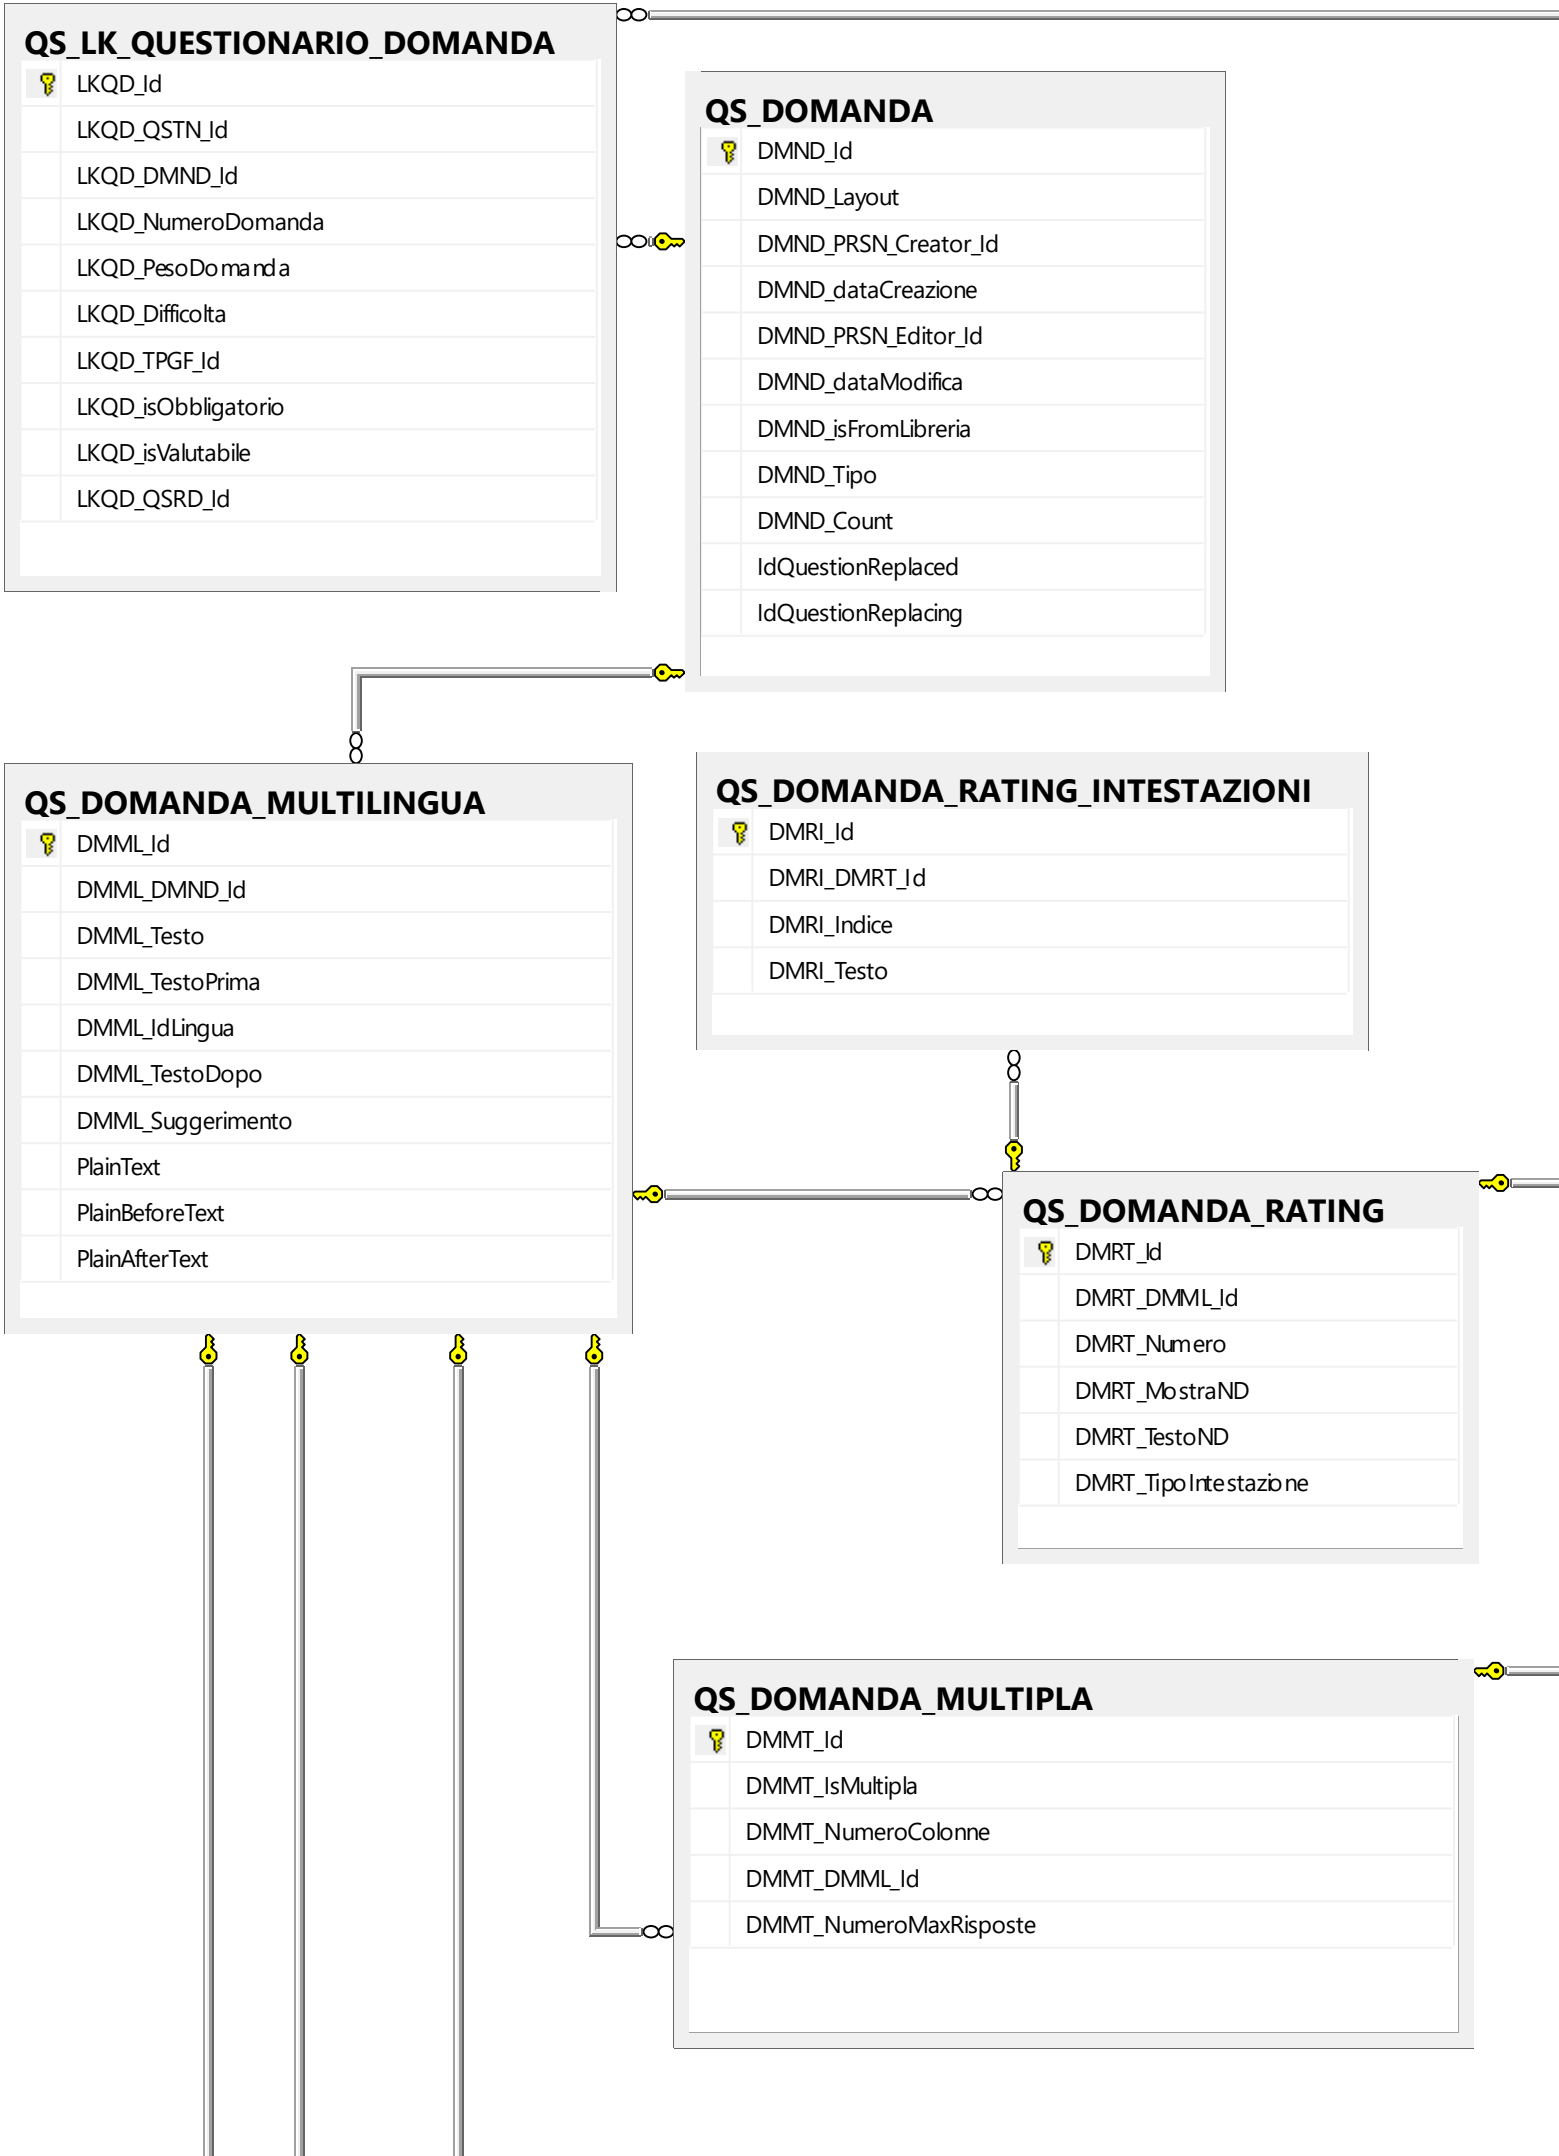 QS_LK_QUESTIONARIO_DOMANDA
LKQD_Id
LKQD_QSTN_Id
LKQD_DMND_Id
LKQD_NumeroDomanda
LKQD_PesoDomanda
LKQD_Difficolta
LKQD_TPGF_Id
LKQD_isObbligatorio
LKQD_isValutabile
LKQD_QSRD_Id
QS_DOMANDA
DMND_Id
DMND_Layout
DMND_PRSN_Creator_Id
DMND_dataCreazione
DMND_PRSN_Editor_Id
DMND_dataModifica
DMND_isFromLibreria
DMND_Tipo
DMND_Count
IdQuestionReplaced
IdQuestionReplacing
QS_DOMANDA_MULTILINGUA
DMML_Id
DMML_DMND_Id
DMML_Testo
DMML_TestoPrima
DMML_IdLingua
DMML_TestoDopo
DMML_Suggerimento
PlainText
PlainBeforeText
PlainAfterText
QS_DOMANDA_RATING_INTESTAZIONI
DMRI_Id
DMRI_DMRT_Id
DMRI_Indice
DMRI_Testo
QS_DOMANDA_RATING
DMRT_Id
DMRT_DMML_Id
DMRT_Numero
DMRT_MostraND
DMRT_TestoND
DMRT_TipoIntestazione
QS_DOMANDA_MULTIPLA
DMMT_Id
DMMT_IsMultipla
DMMT_NumeroColonne
DMMT_DMML_Id
DMMT_NumeroMaxRisposte